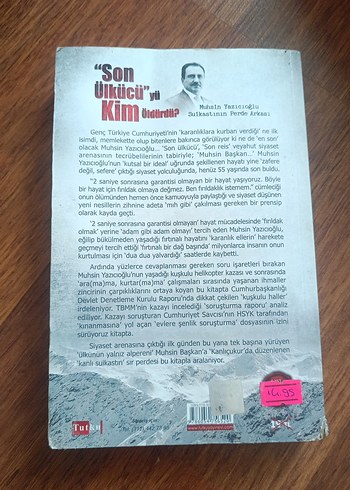 "Son
Ülkücü"yü
Kim Öldürdü?
Muhsin Yazıcıoğlu
Suikastının Perde Arkası
Genç Türkiye Cumhuriyeti'nin 'karanlıklara kurban verdiği' ne ilk
isimdi, memlekette olup bitenlere bakınca görülüyor ki ne de 'en son'
olacak Muhsin Yazıcıoğlu... 'Son Ülkücü', 'Son reis' yeyahut siyaset
arenasının tecrübelilerinin tabiriyle; 'Muhsin Başkan...' Muhsin
Yazıcıoğlu'nun 'kutsal bir ideal' uğrunda şekillenen hayatı yine 'zafere
değil, sefere' çıktığı siyaset yolculuğunda, henüz 55 yaşında son buldu.
"2 saniye sonrasına garantisi olmayan bir hayat yaşıyoruz. Böyle
bir hayat için fırıldak olmaya değmez. Ben fırıldaklık istemem." cümleciği
onun ölümünden hemen önce kamuoyuyla paylaştığı ve siyaset düşünen
yeni nesillerin zihnine adeta 'mıh gibi' çakılması gereken bir prensip
olarak kayda geçti.
'2 saniye sonrası garantisi olmayan' hayat mücadelesinde 'fırıldak
olmak' yerine 'adam gibi adam olmayı' tercih eden Muhsin Yazıcıoğlu,
eğilip bükülmeden yaşadığı fırtınalı hayatını 'karanlık ellerin' harekete
geçmeyi tercih ettiği 'fırtınalı bir dağ başında' milyonlarca insanın onun
kurtulması için 'dua dua yalvardığı' saatlerde kaybetti.
Ardında yüzlerce cevaplanması gereken soru işaretleri bırakan
Muhsin Yazıcıoğlu'nun yaşadığı kuşkulu helikopter kazası ve sonrasında
'ara(ma)ma, kurtar(ma)ma' çalışmaları sırasında yaşanan ihmaller
zincirinin çarpıklıklarını ortaya koyan bu kitapta Cumhurbaşkanlığı
Devlet Denetleme Kurulu Raporu'nda dikkat çekilen 'kuşkulu haller'
irdeleniyor. TBMM'nin kazayı incelediği 'soruşturma raporu' analiz
ediliyor. Kazayı soruşturan Cumhuriyet Savcısı'nın HSYK tarafından
'kınanmasına' yol açan 'evlere şenlik soruşturma' dosyasının izini
sürüyoruz kitapta.
Siyaset arenasına çıktığı ilk günden bu yana tek başına yürüyen
'ülkünün yalnız alpereni' Muhsin Başkan'a 'Kanlıçukur'da düzenlenen
'kanlı suikastın' sır perdesi bu kitapla aralanıyor.
Tutku
14.95